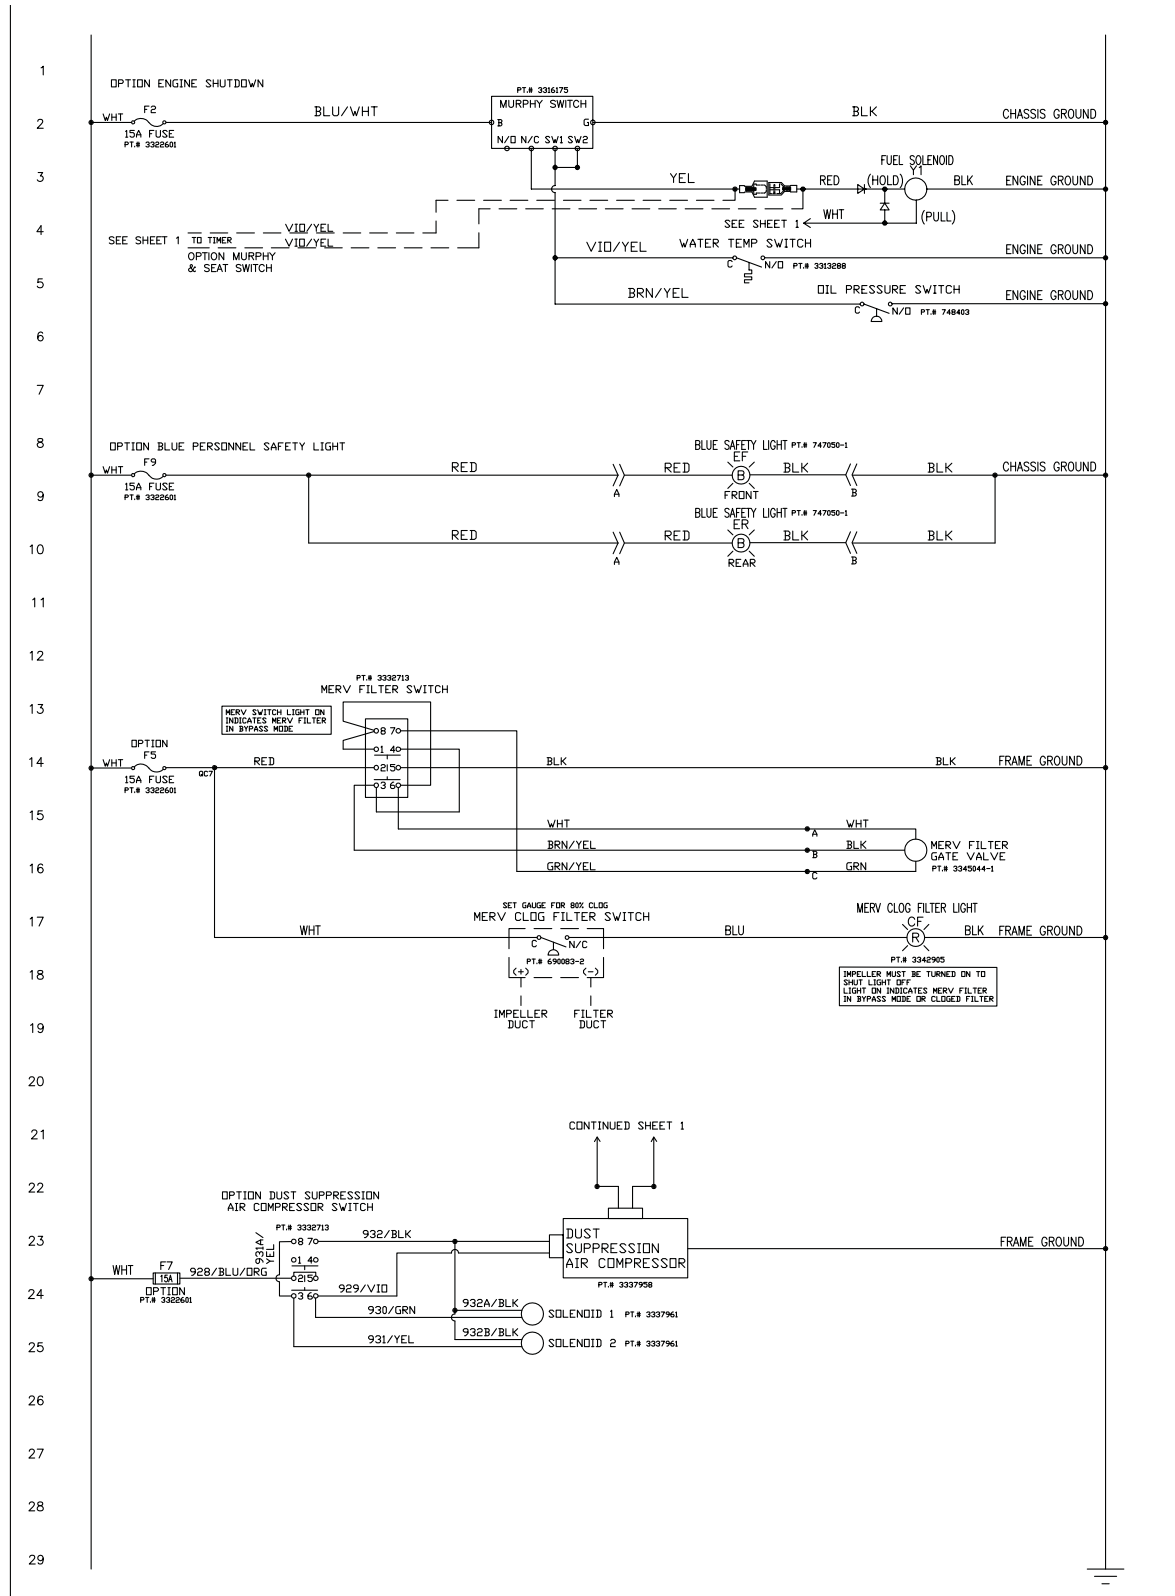 1
OPTION ENGINE SHUTDOWN
PT.# 3316175
MURPHY SWITCH
F2
WHT
BLU/WHT
B
G
BLK
CHASSIS GROUND
2
15A FUSE
PT.# 3322601
N/O N/C SW1 SW2
FUEL SOLENOID
Y1
3
YEL
RED
(HOLD)
BLK
ENGINE GROUND
WHT
(PULL)
SEE SHEET 1
4
VIO/YEL
SEE SHEET 1
TO TIMER
VIO/YEL
OPTION MURPHY
& SEAT SWITCH
VIO/YEL
WATER TEMP SWITCH
ENGINE GROUND
C
N/O
PT.# 3313288
5
BRN/YEL
OIL PRESSURE SWITCH
ENGINE GROUND
C
N/O
PT.# 748403
6
7
8
OPTION BLUE PERSONNEL SAFETY LIGHT
BLUE SAFETY LIGHT PT.# 747050-1
EF
F9
WHT
RED
RED
B
BLK
BLK
CHASSIS GROUND
15A FUSE
PT.# 3322601
A
FRONT
B
9
BLUE SAFETY LIGHT PT.# 747050-1
ER
RED
RED
B
BLK
BLK
10
A
REAR
B
11
12
PT.# 3332713
MERV FILTER SWITCH
13
MERV SWITCH LIGHT ON
INDICATES MERV FILTER
IN BYPASS MODE
8 7
OPTION
F5
1 4
14
WHT
RED
BLK
BLK
FRAME GROUND
2 5
QC7
15A FUSE
PT.# 3322601
3 6
15
WHT
A
WHT
BRN/YEL
B
BLK
MERV FILTER
GATE VALVE
PT.# 3345044-1
16
GRN/YEL
C
GRN
SET GAUGE FOR 80% CLOG
MERV CLOG FILTER SWITCH
MERV CLOG FILTER LIGHT
CF
17
WHT
C
N/C
BLU
R
BLK
FRAME GROUND
PT.# 690083-2
PT.# 3342905
18
(+)
(-)
IMPELLER MUST BE TURNED ON TO
SHUT LIGHT OFF
LIGHT ON INDICATES MERV FILTER
IN BYPASS MODE OR CLOGED FILTER
IMPELLER
DUCT
FILTER
DUCT
19
20
21
CONTINUED SHEET 1
22
OPTION DUST SUPPRESSION
AIR COMPRESSOR SWITCH
PT.# 3332713
23
931A/
YEL
8 7
932/BLK
DUST
SUPPRESSION
AIR COMPRESSOR
FRAME GROUND
1 4
WHT
F7
15A
928/BLU/ORG
2 5
PT.# 3337958
24
OPTION
PT.# 3322601
3 6
929/VIO
930/GRN
932A/BLK
SOLENOID 1 PT.# 3337961
25
931/YEL
932B/BLK
SOLENOID 2 PT.# 3337961
26
27
28
29